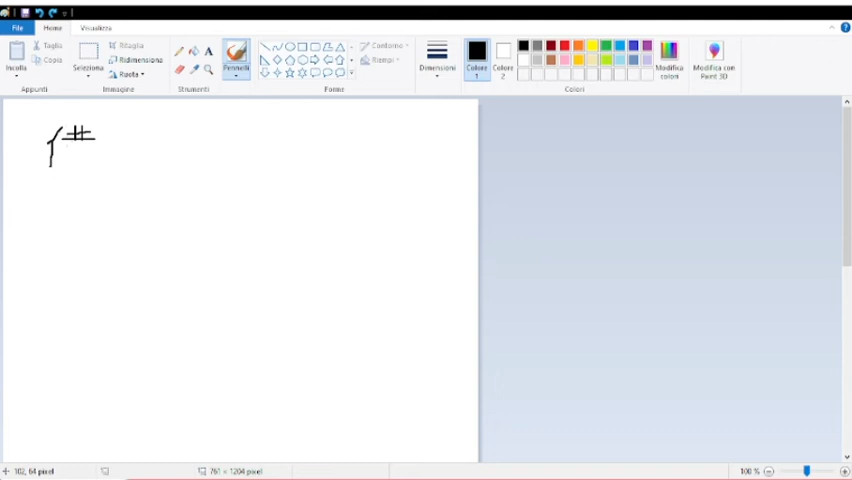 File Home Visualizza
Incolla
Taglia
Copia
Appunti
Seleziona
Ritaglia
Ridimensiona
Ruota
Immagine
A
Strumenti
Pennelli
Contorno
Riempi
Forme
Dimensioni
Colore 1
Colore 2
Modifica colori
Colori
Modifica con Paint 3D
102, 64 pixel
761 × 1204 pixel
100 %